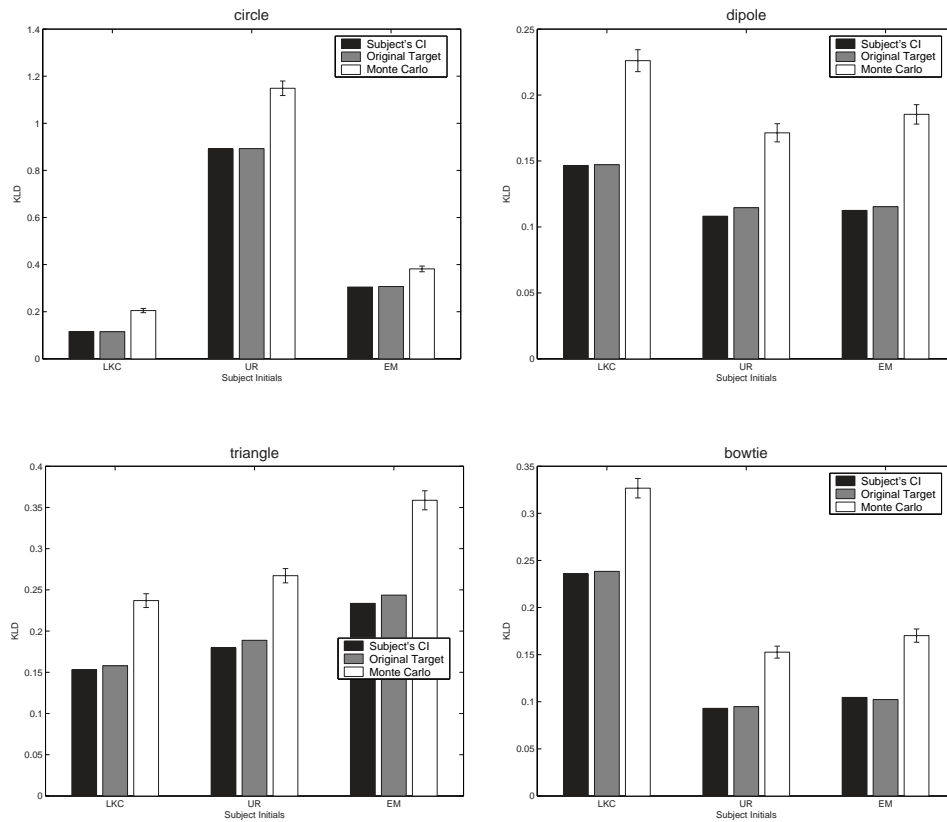 circle
1.4
1.2
1
0.8
0.6
0.4
0.2
0
KLD
LKC
UR
EM
Subject Initials
Subject's CI
Original Target
Monte Carlo
dipole
0.25
0.2
0.15
0.1
0.05
0
KLD
LKC
UR
EM
Subject Initials
Subject's CI
Original Target
Monte Carlo
triangle
0.4
0.35
0.3
0.25
0.2
0.15
0.1
0.05
0
KLD
LKC
UR
EM
Subject Initials
Subject's CI
Original Target
Monte Carlo
bowtie
0.35
0.3
0.25
0.2
0.15
0.1
0.05
0
KLD
LKC
UR
EM
Subject Initials
Subject's CI
Original Target
Monte Carlo